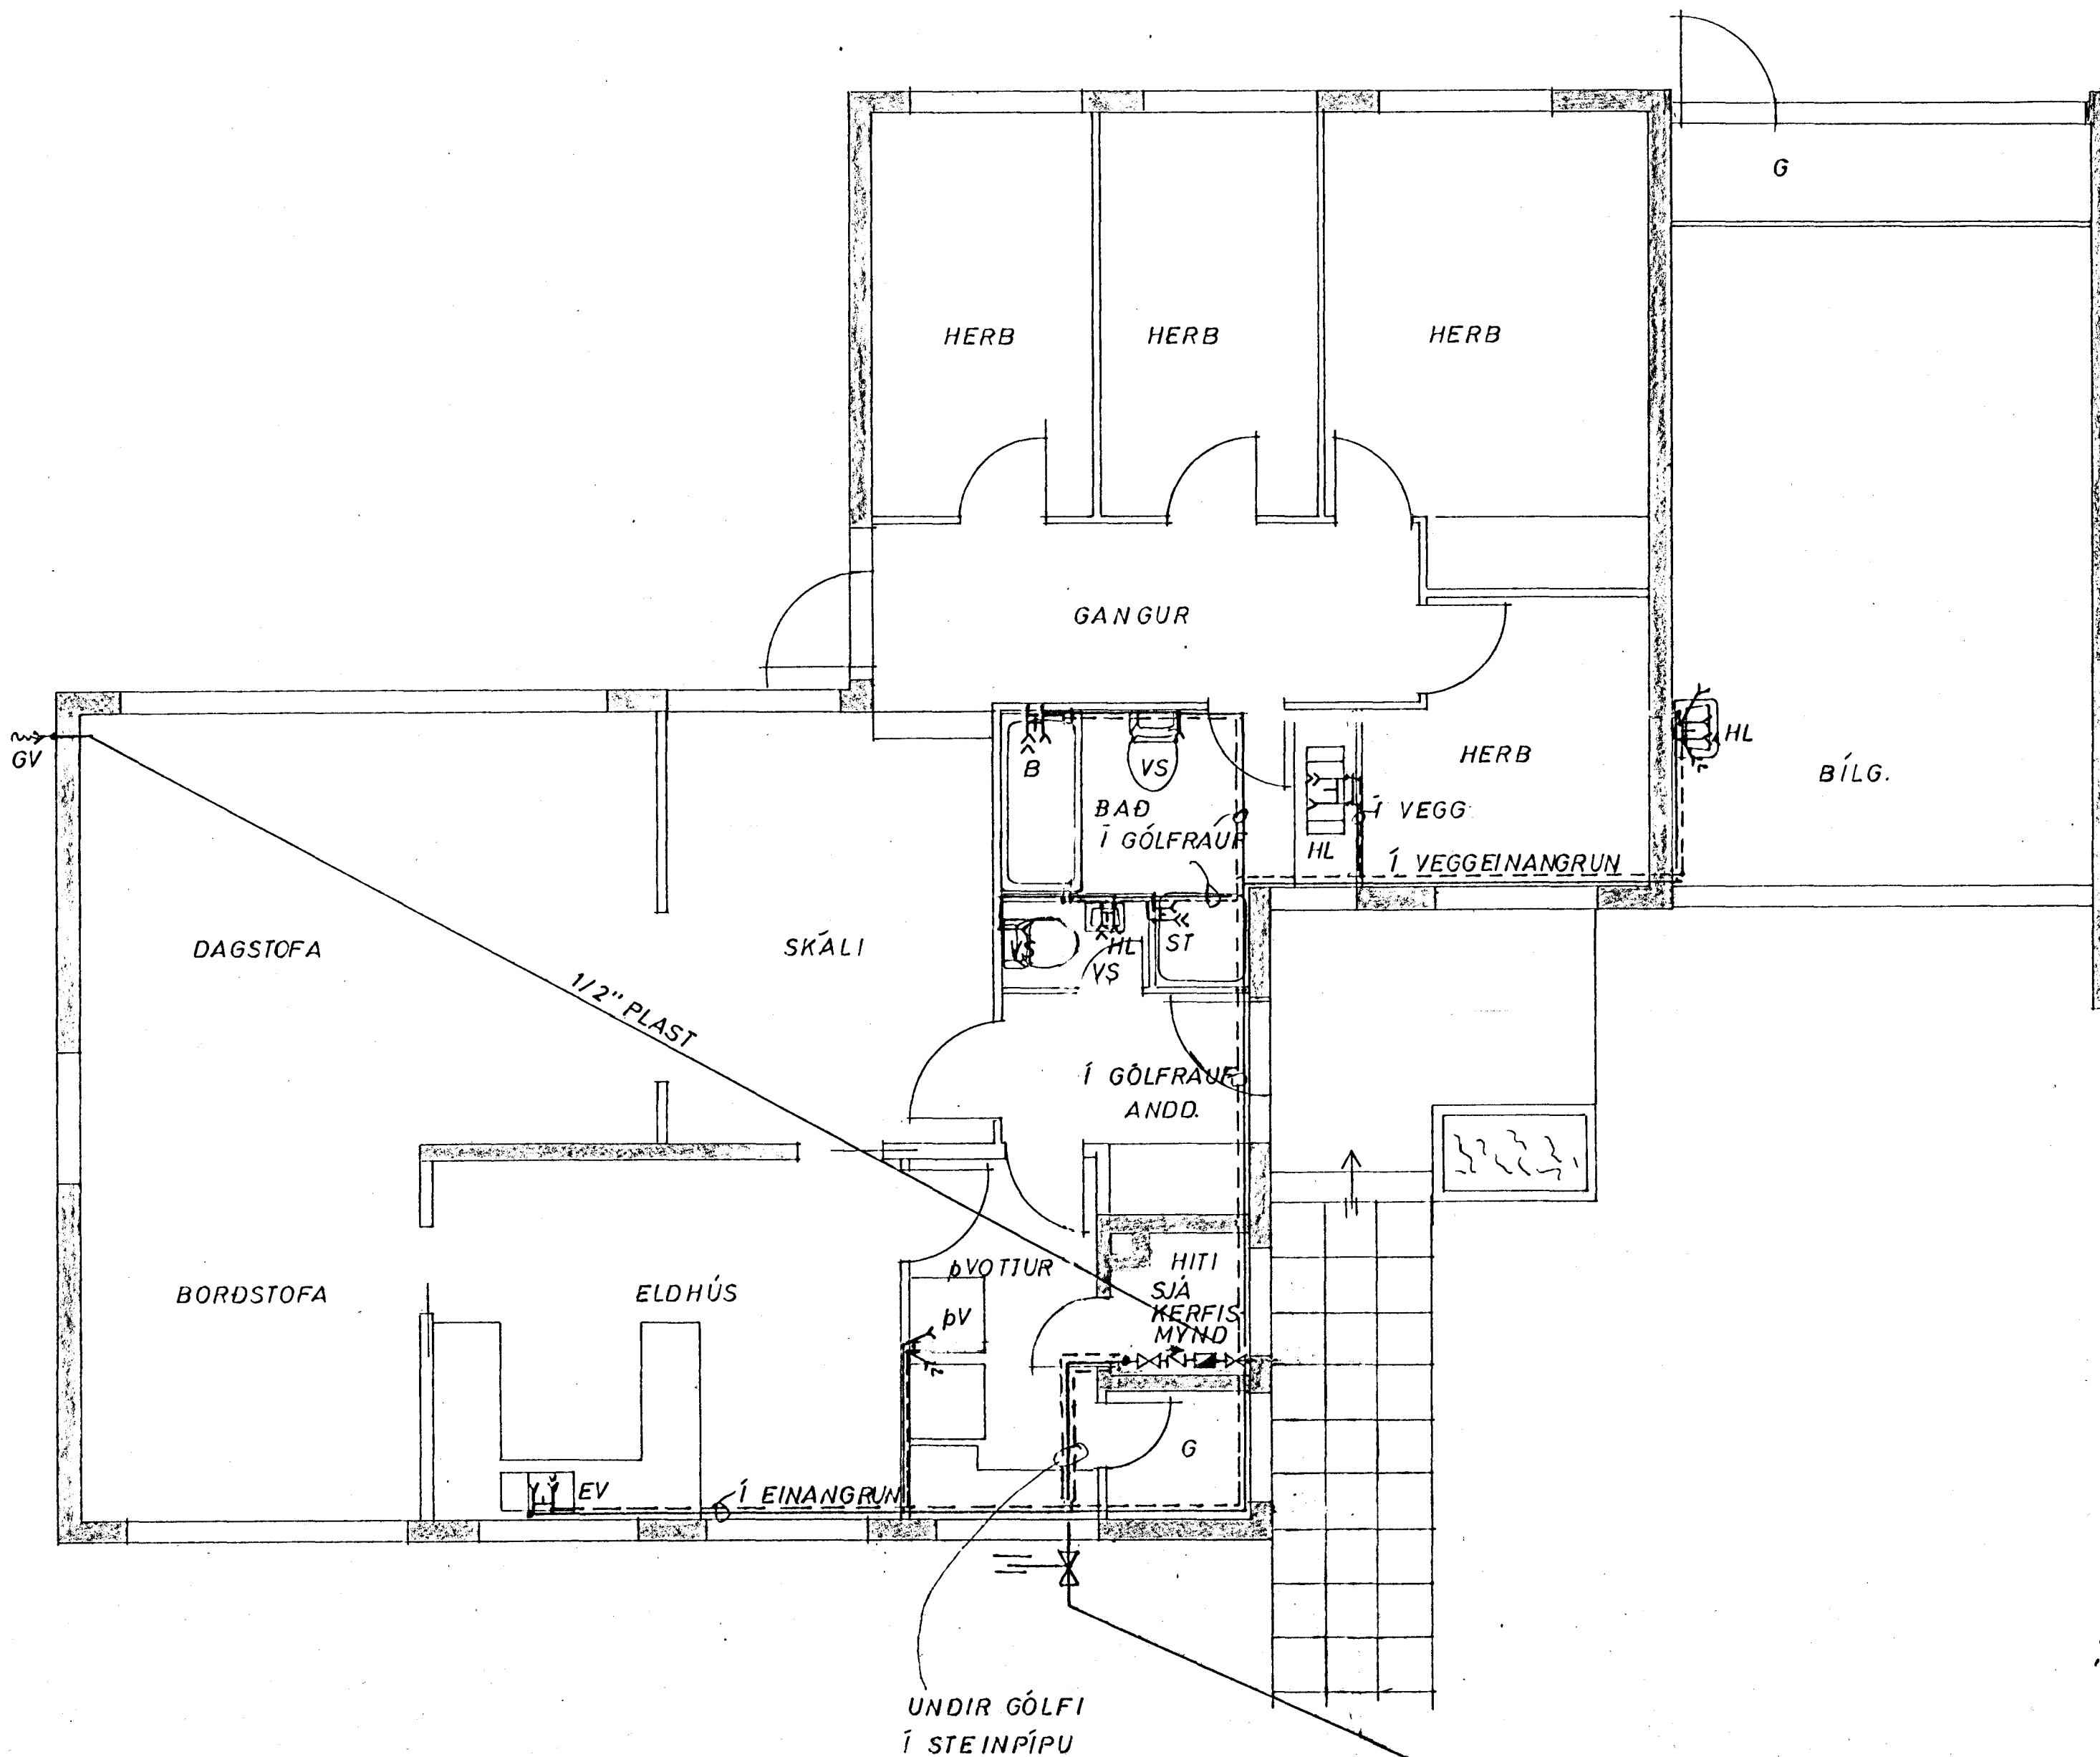 G
HERB
HERB
HERB
GANGUR
GV
B
VS
HERB
HL
BÍLG.
BAÐ
Í GÓLFRAUF
Í VEGG
HL
Í VEGGEINANGRUN
DAGSTOFA
SKÁLI
VS
HL
ST
VS
1/2" PLAST
Í GÓLFRAUF
ANDD.
ÞVOTTUR
HITI
BORÐSTOFA
ELDHÚS
SJÁ
KERFIS
MYND
ÞV
G
EV
Í EINANGRUN
UNDIR GÓLFI
Í STEINPÍPU